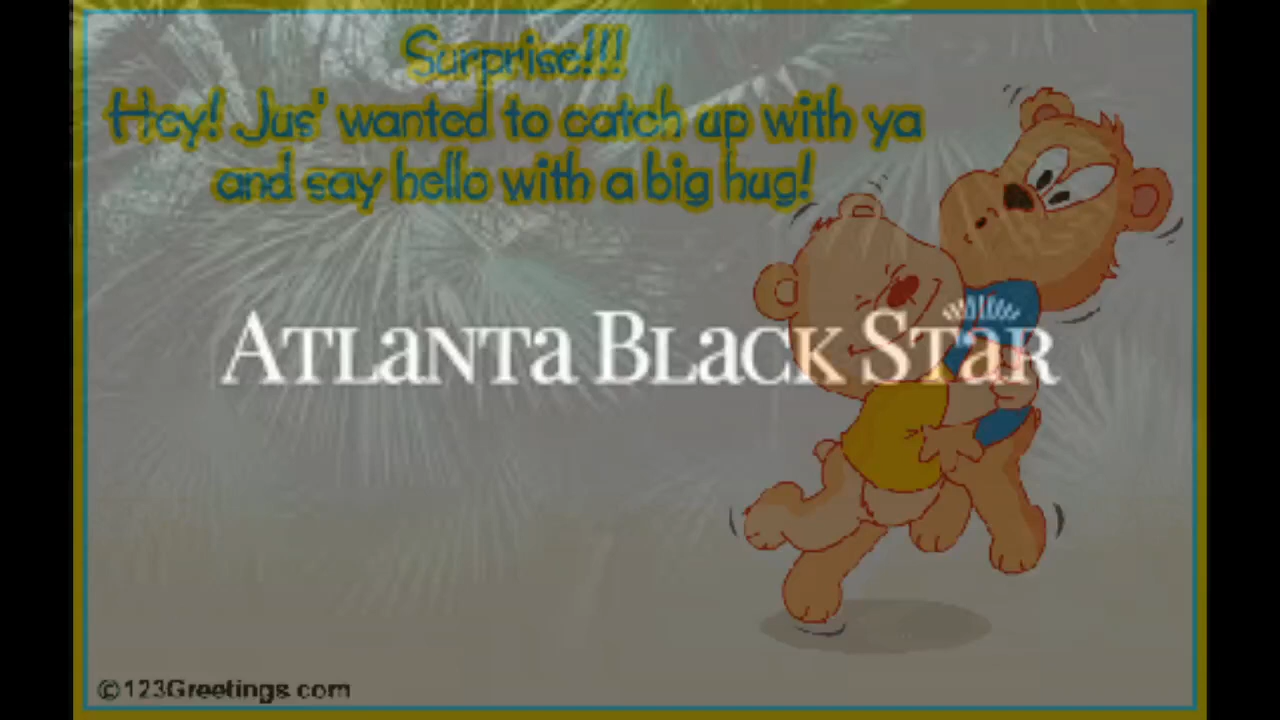 Surprise!!!
Hey! Jus' wanted to catch up with ya
and say hello with a big hug!
ATLANTA BLACK STAR
©123Greetings.com